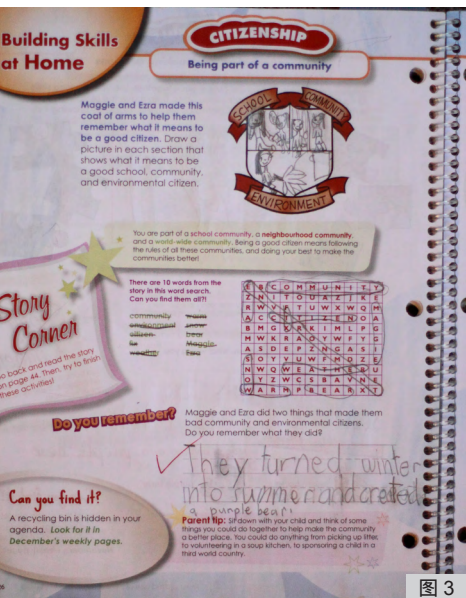 Building Skills
at Home
CITIZENSHIP
Being part of a community
Maggie and Ezra made this
coat of arms to help them
remember what it means to
be a good citizen. Draw a
picture in each section that
shows what it means to be
a good school, community,
and environmental citizen.
SCHOOL
COMMUNITY
ENVIRONMENT
You are part of a school community, a neighbourhood community,
and a world-wide community. Being a good citizen means following
the rules of all these communities, and doing your best to make the
communities better!
Story
Corner
back and read the story
on page 44. Then, try to finish
these activities!
There are 10 words from the
story in this word search.
Can you find them all?!
community
environment
citizen
warm
snow
bear
Maggie
Ezra
Do you remember?
Maggie and Ezra did two things that made them
bad community and environmental citizens.
Do you remember what they did?
They turned winter
into summer and created
a purple bear
Can you find it?
A recycling bin is hidden in your
agenda. Look for it in
December's weekly pages.
Parent tip: Sit down with your child and think of some
things you could do together to help make the community
a better place. You could do anything from picking up litter,
to volunteering in a soup kitchen, to sponsoring a child in a
third world country.
图 3